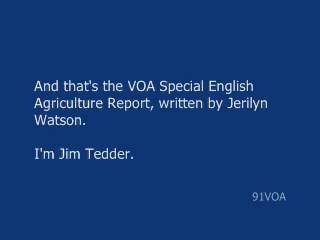 And that's the VOA Special English
Agriculture Report, written by Jerilyn
Watson.
I'm Jim Tedder.
91VOA